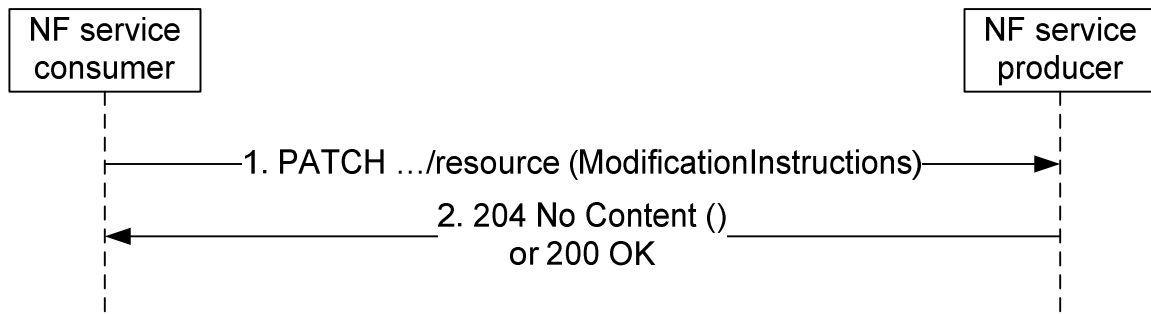 NF service
consumer
NF service
producer
1. PATCH …/resource (ModificationInstructions)
2. 204 No Content ()
or 200 OK